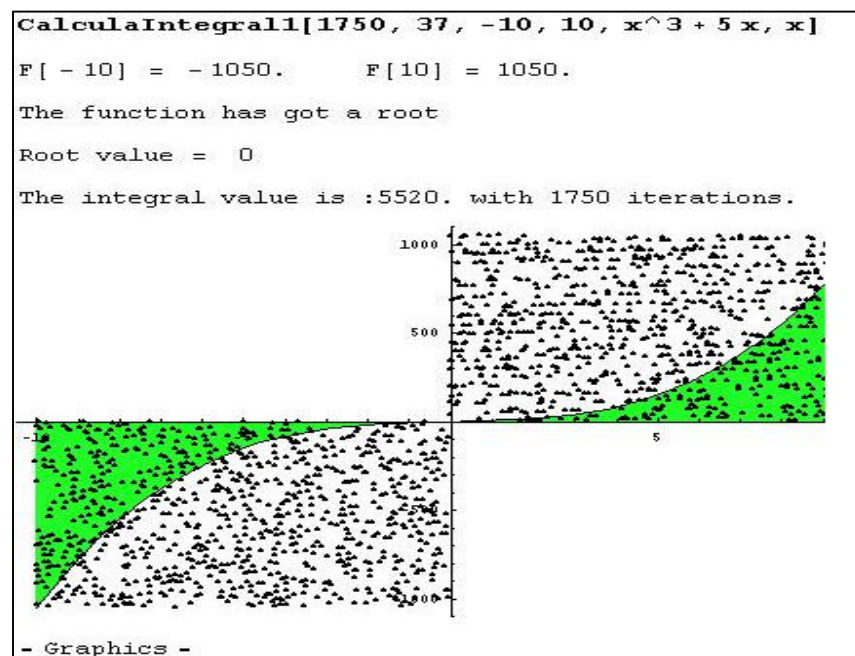 CalculaIntegral1[1750, 37, -10, 10, x^3 + 5 x, x]
F[ - 10] = -1050. F[10] = 1050.
The function has got a root
Root value = 0
The integral value is :5520. with 1750 iterations.
1000
500
-10
5
- Graphics -